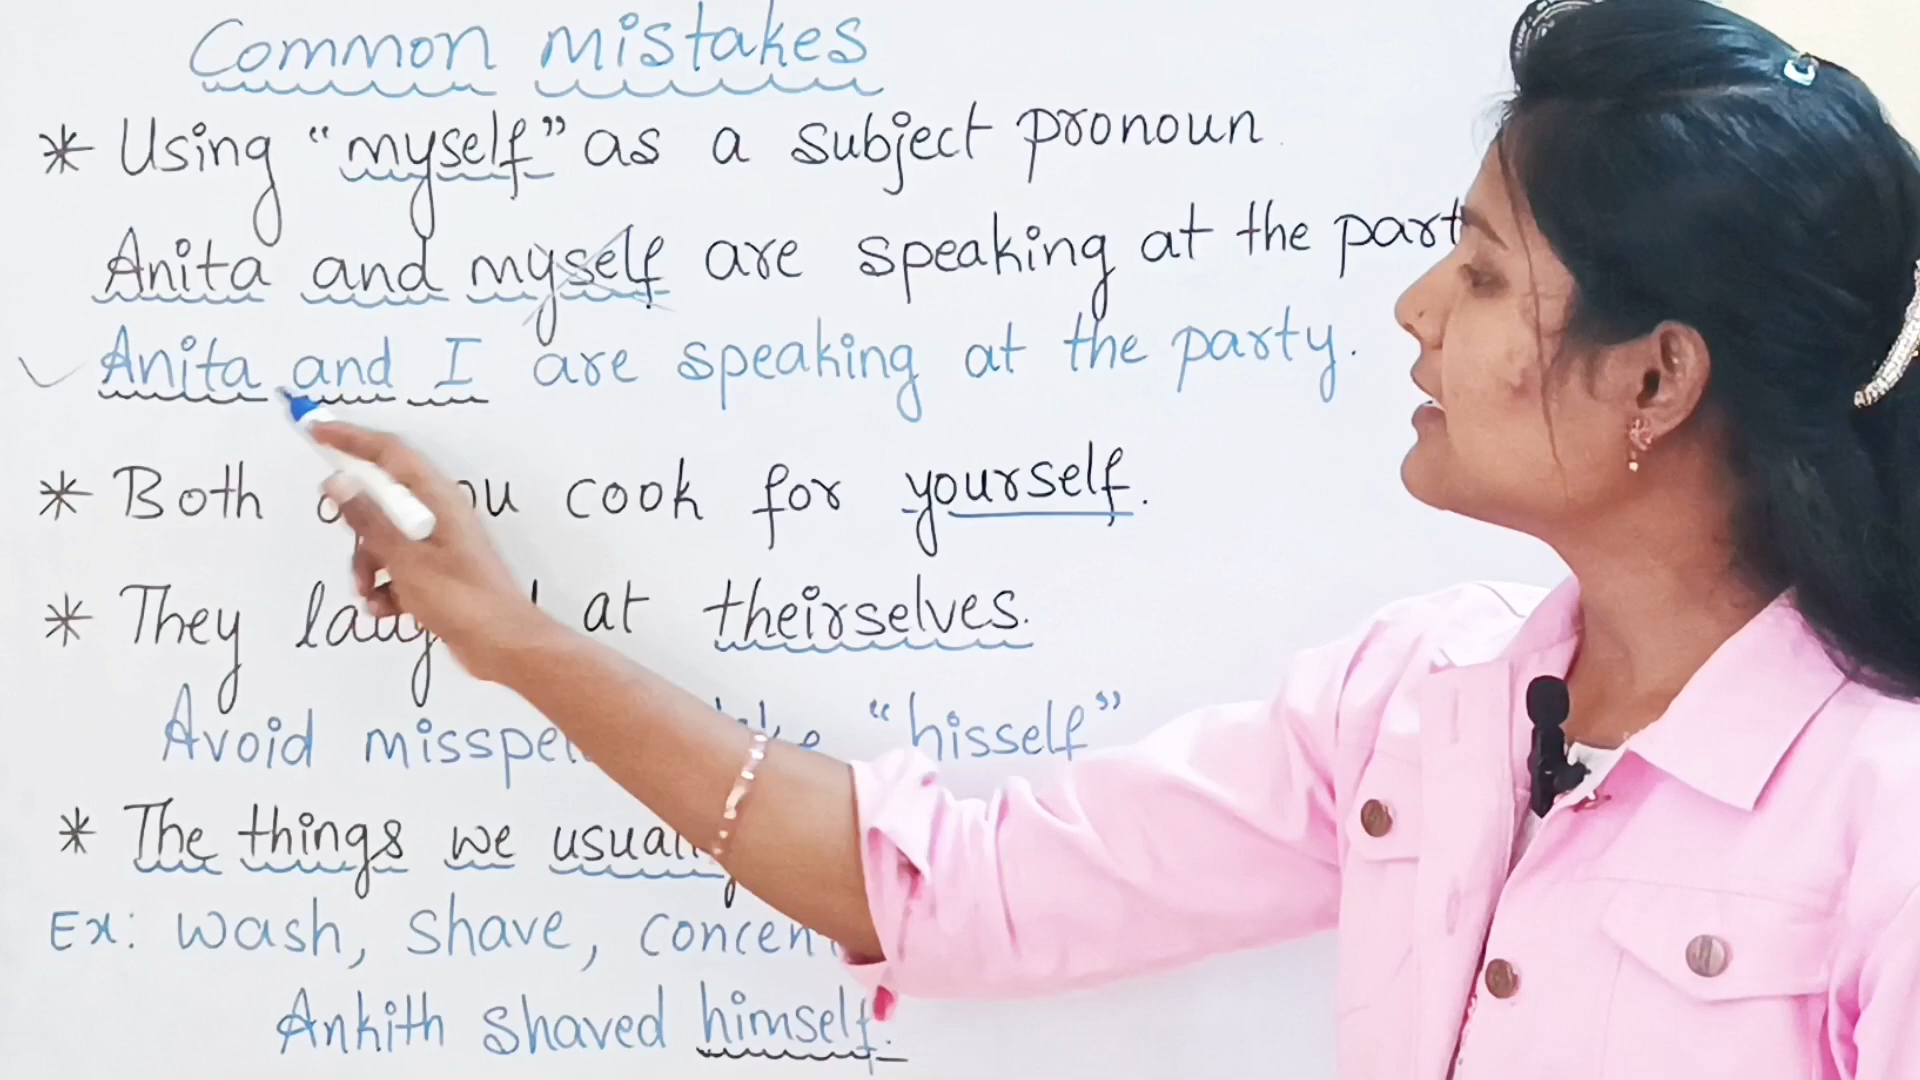 Common mistakes
* Using “myself” as a subject pronoun
Anita and myself are speaking at the part
Anita and I are speaking at the party.
* Both you cook for yourself.
* They at theirselves.
Avoid “hisself”
* The things we usually
Ex: wash, shave,
Ankith shaved himself.